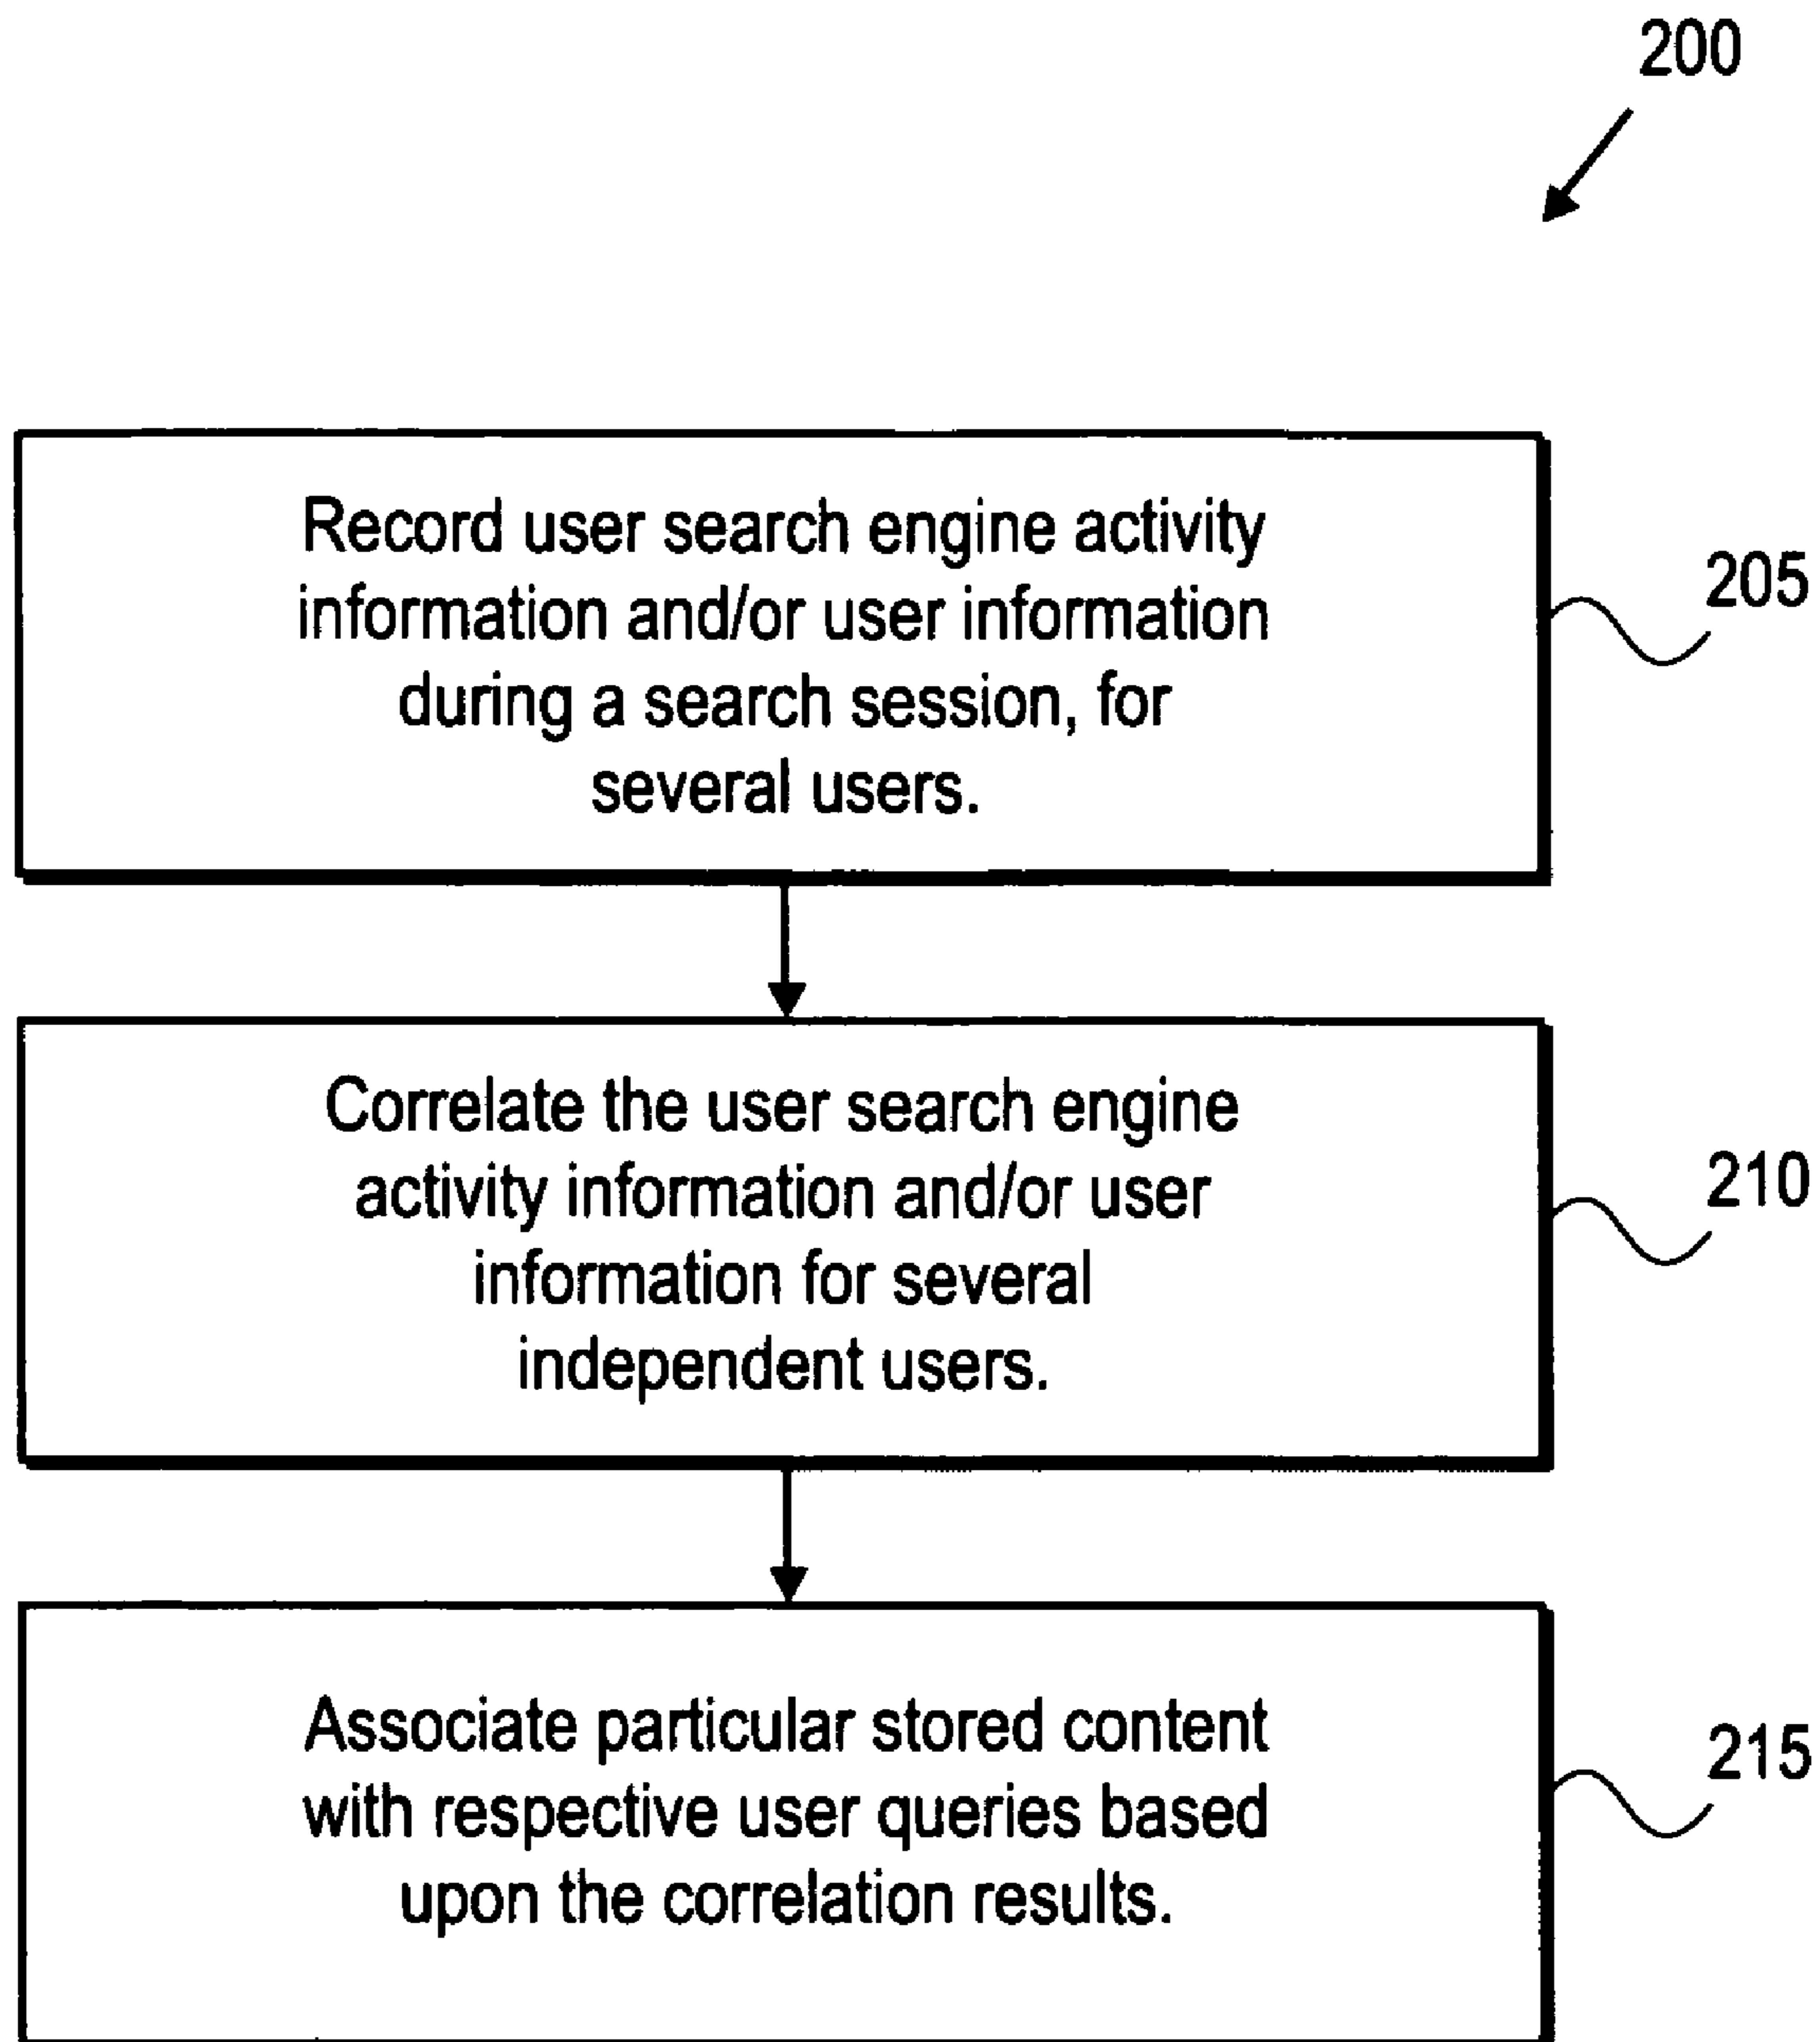 200
Record user search engine activity
information and/or user information
during a search session, for
several users.
205
Correlate the user search engine
activity information and/or user
information for several
independent users.
210
Associate particular stored content
with respective user queries based
upon the correlation results.
215